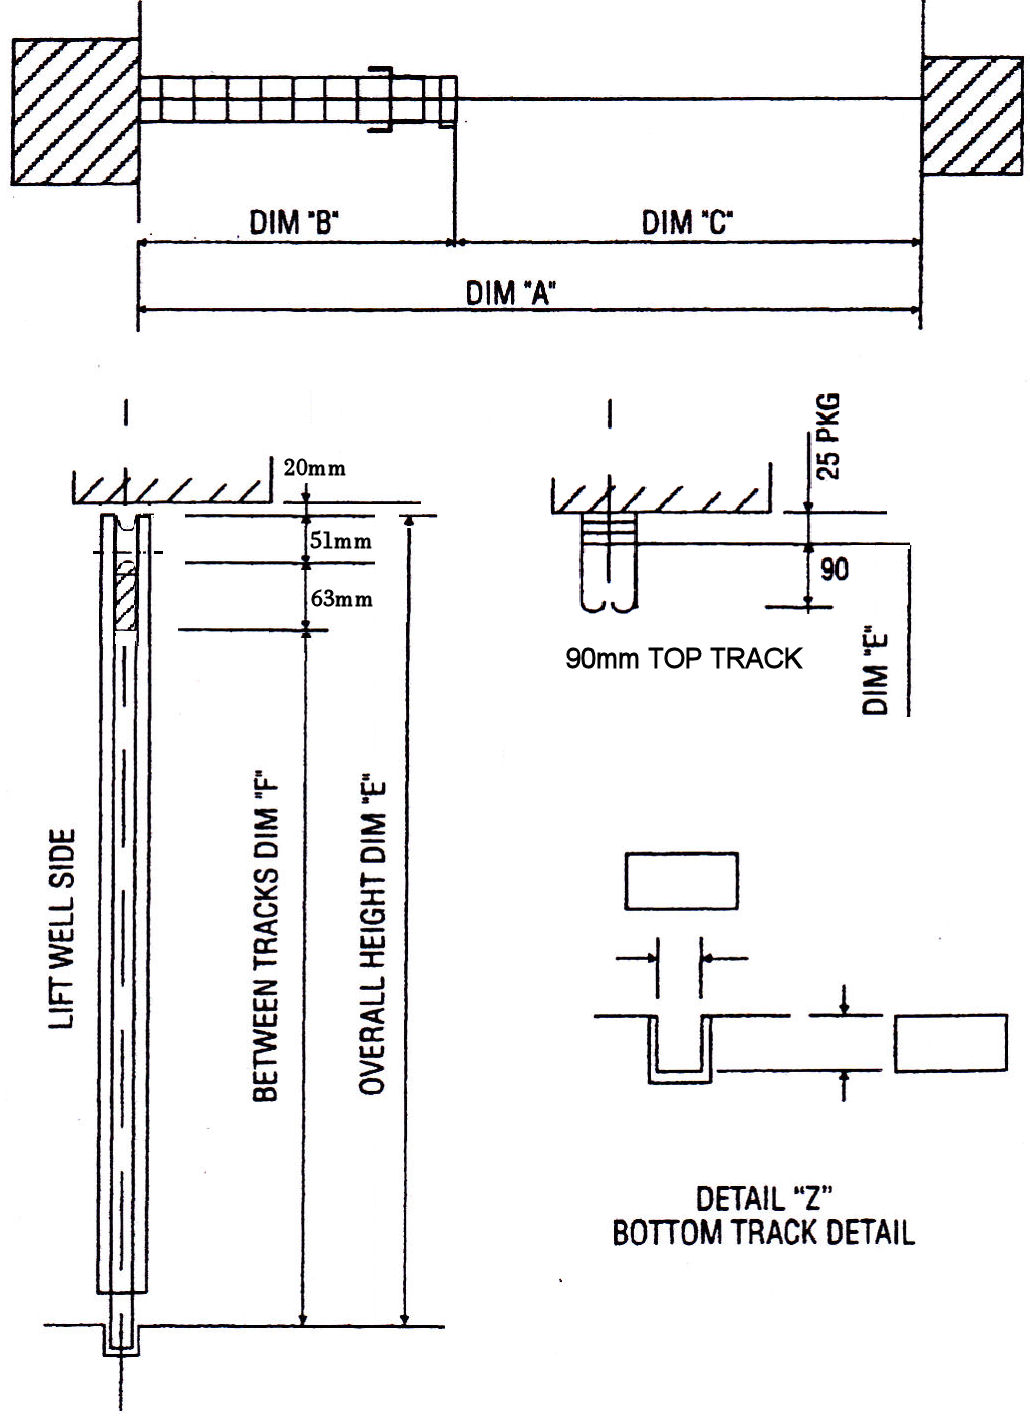 DIM "B"
DIM "C"
DIM "A"
20mm
51mm
63mm
25 PKG
90
90mm TOP TRACK
DIM "E"
LIFT WELL SIDE
BETWEEN TRACKS DIM "F"
OVERALL HEIGHT DIM "E"
DETAIL “Z”
BOTTOM TRACK DETAIL